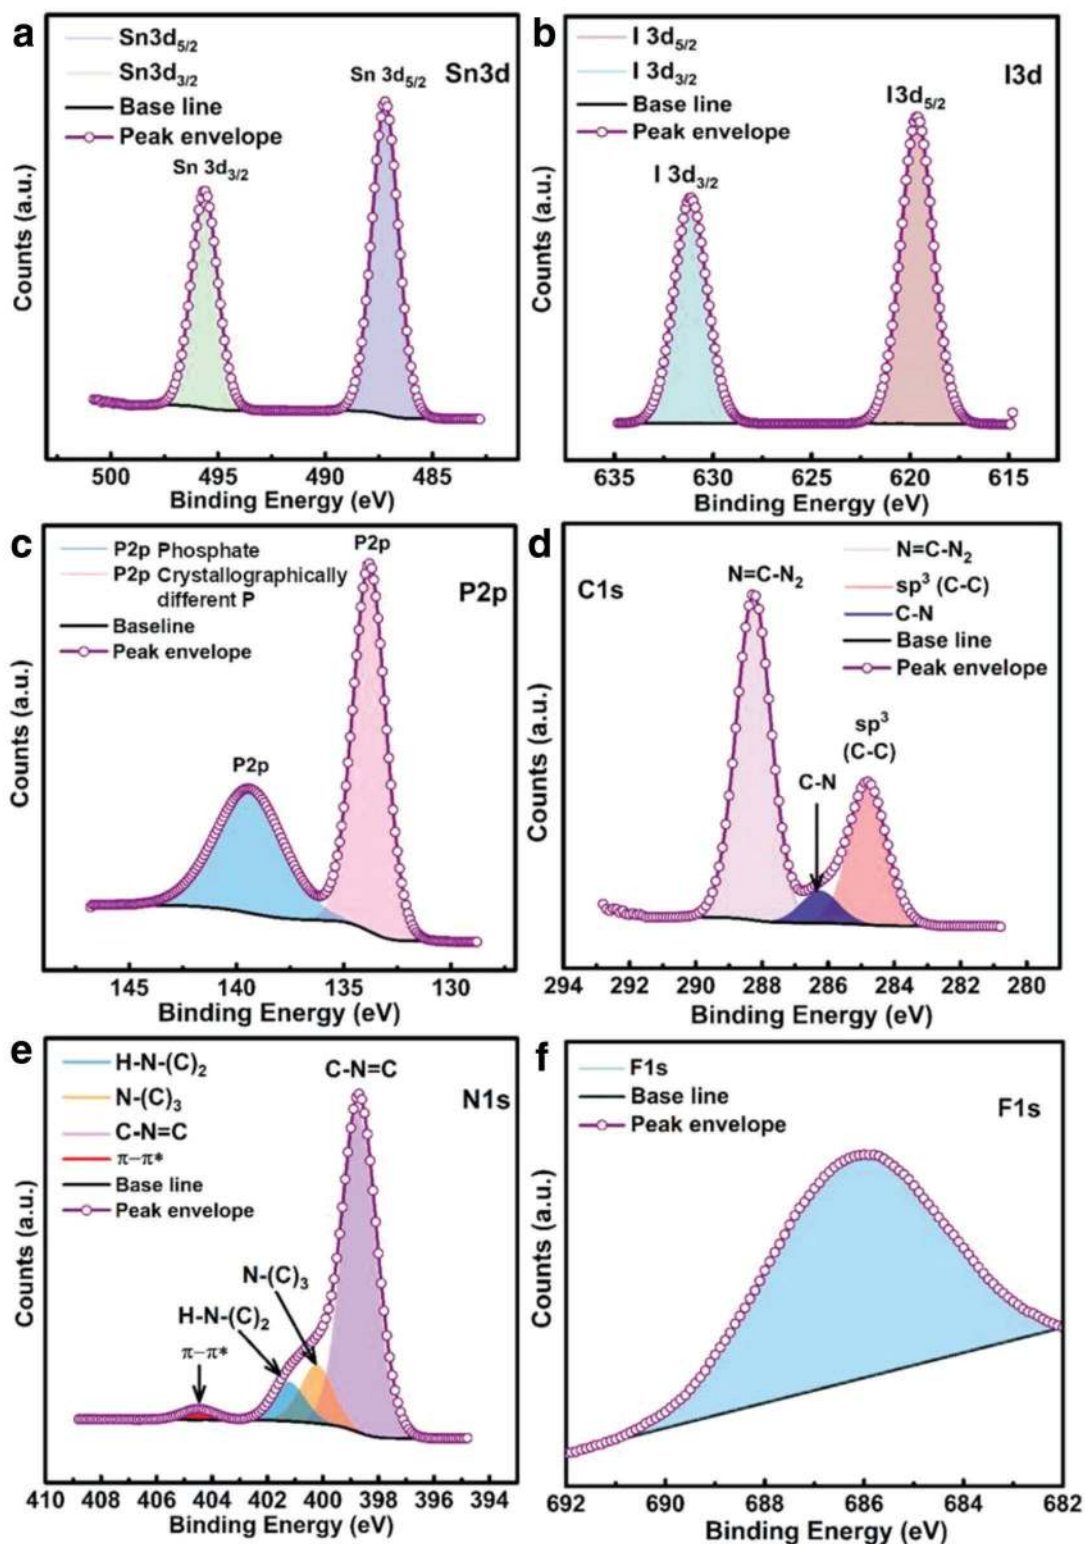 a
Sn3d5/2
Sn3d3/2
Base line
Peak envelope
Sn 3d5/2
Sn3d
Sn 3d3/2
Counts (a.u.)
500 495 490 485
Binding Energy (eV)
b
I 3d5/2
I 3d3/2
Base line
Peak envelope
I3d5/2
I3d
I 3d3/2
Counts (a.u.)
635 630 625 620 615
Binding Energy (eV)
c
P2p Phosphate
P2p Crystallographically
different P
Baseline
Peak envelope
P2p
P2p
P2p
Counts (a.u.)
145 140 135 130
Binding Energy (eV)
d
C1s
N=C-N2
N=C-N2
sp³ (C-C)
C-N
Base line
Peak envelope
sp³
(C-C)
C-N
Counts (a.u.)
294 292 290 288 286 284 282 280
Binding Energy (eV)
e
H-N-(C)2
N-(C)3
C-N=C
π–π*
Base line
Peak envelope
C-N=C
N1s
N-(C)3
H-N-(C)2
π–π*
Counts (a.u.)
410 408 406 404 402 400 398 396 394
Binding Energy (eV)
f
F1s
Base line
Peak envelope
F1s
Counts (a.u.)
692 690 688 686 684 682
Binding Energy (eV)